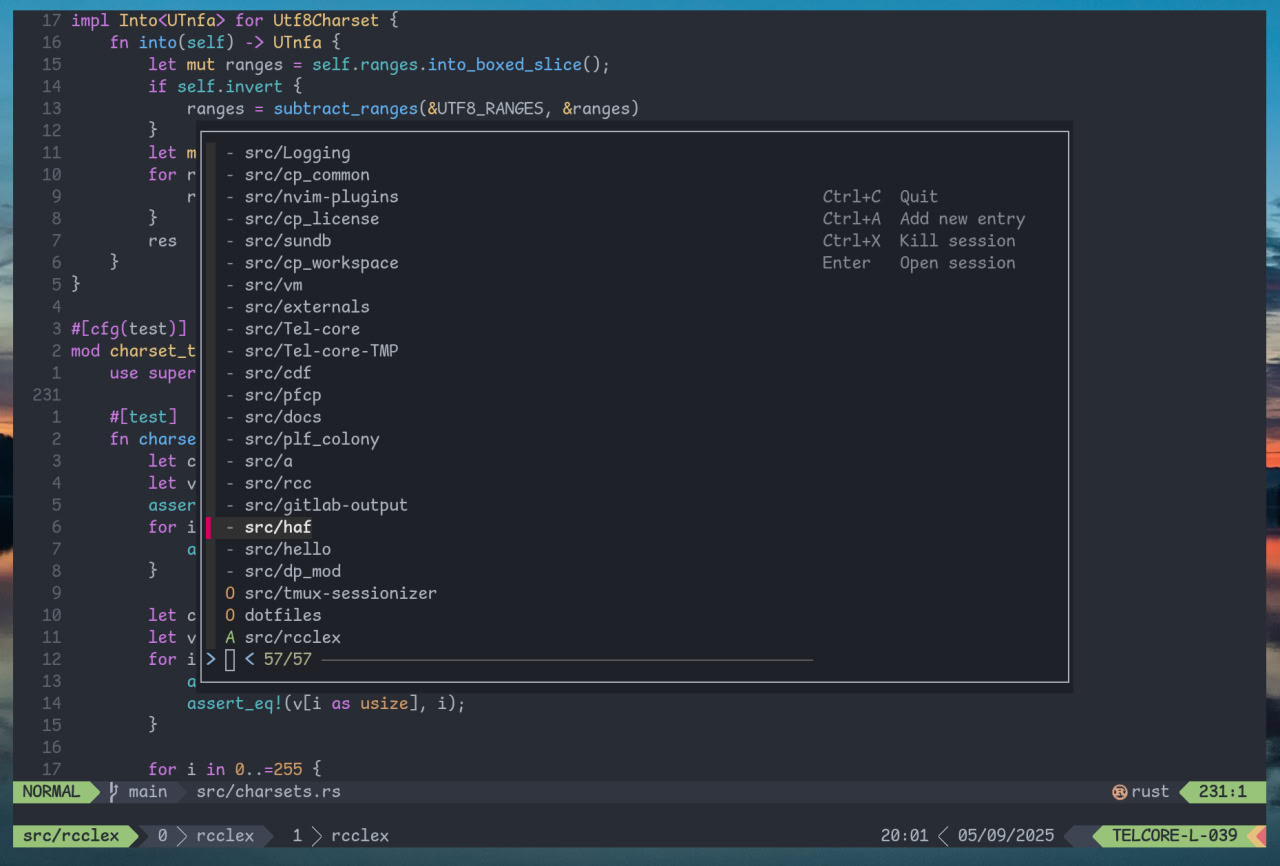 17 impl Into<UTnfa> for Utf8Charset {
16 fn into(self) -> UTnfa {
15 let mut ranges = self.ranges.into_boxed_slice();
14 if self.invert {
13 ranges = subtract_ranges(&UTF8_RANGES, &ranges)
12 }
11 let m - src/Logging
10 for r - src/cp_common
9 r - src/nvim-plugins Ctrl+C Quit
8 } - src/cp_license Ctrl+A Add new entry
7 res - src/sundb Ctrl+X Kill session
6 } - src/cp_workspace Enter Open session
5 } - src/vm
4 - src/externals
3 #[cfg(test)] - src/Tel-core
2 mod charset_t - src/Tel-core-TMP
1 use super - src/cdf
231 - src/pfcp
1 #[test] - src/docs
2 fn charse - src/plf_colony
3 let c - src/a
4 let v - src/rcc
5 asser - src/gitlab-output
6 for i - src/haf
7 a - src/hello
8 } - src/dp_mod
9 O src/tmux-sessionizer
10 let c O dotfiles
11 let v A src/rcclex
12 for i > < 57/57
13 a
14 assert_eq!(v[i as usize], i);
15 }
16
17 for i in 0..=255 {
NORMAL main src/charsets.rs rust 231:1
src/rcclex 0 rcclex 1 rcclex 20:01 05/09/2025 TELCORE-L-039